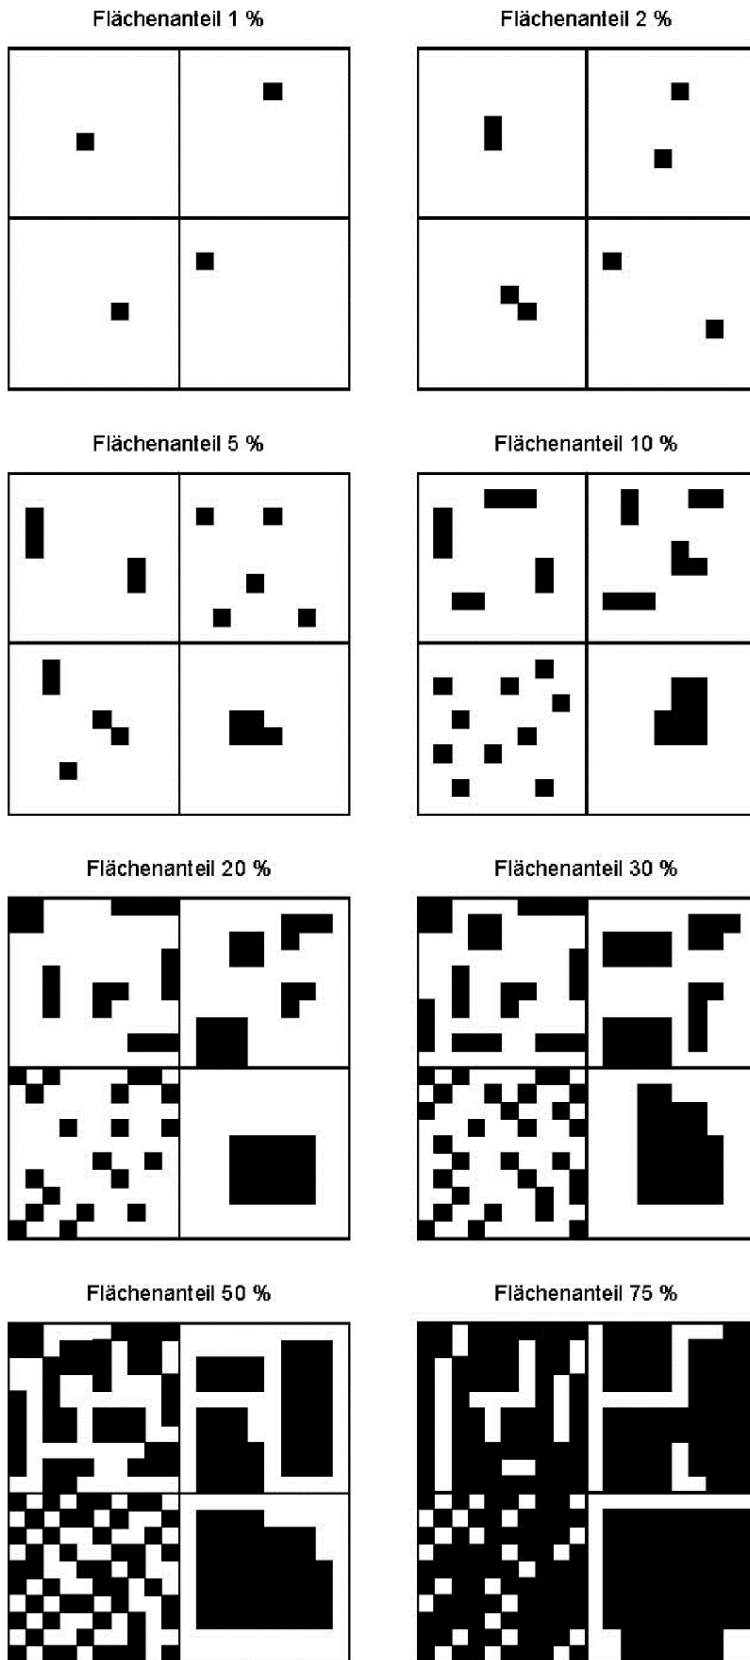 Flächenanteil 1 %
Flächenanteil 2 %
Flächenanteil 5 %
Flächenanteil 10 %
Flächenanteil 20 %
Flächenanteil 30 %
Flächenanteil 50 %
Flächenanteil 75 %